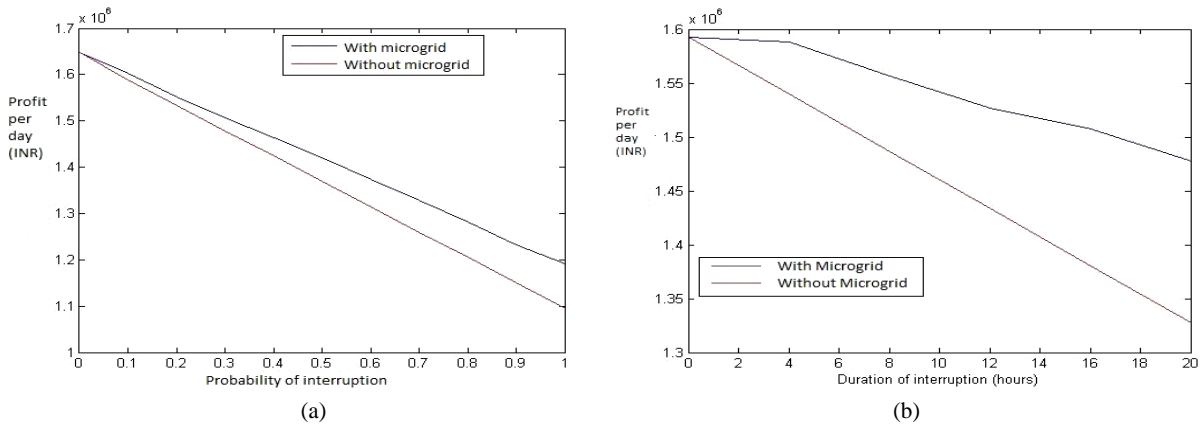 x 10⁶
1.7
1.6
1.5
1.4
1.3
1.2
1.1
1
Profit
per
day
(INR)
With microgrid
Without microgrid
0 0.1 0.2 0.3 0.4 0.5 0.6 0.7 0.8 0.9 1
Probability of interruption
(a)
x 10⁶
1.6
1.55
1.5
1.45
1.4
1.35
1.3
Profit
per
day
(INR)
With Microgrid
Without Microgrid
0 2 4 6 8 10 12 14 16 18 20
Duration of interruption (hours)
(b)